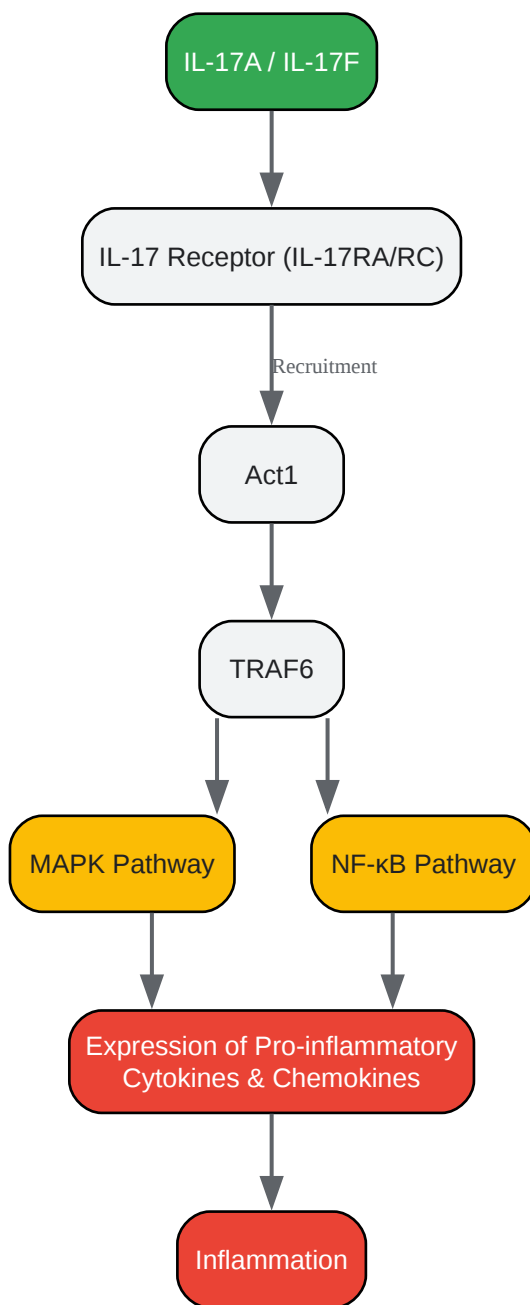 IL-17A / IL-17F
IL-17 Receptor (IL-17RA/RC)
Recruitment
Act1
TRAF6
MAPK Pathway
NF-κB Pathway
Expression of Pro-inflammatory
Cytokines & Chemokines
Inflammation